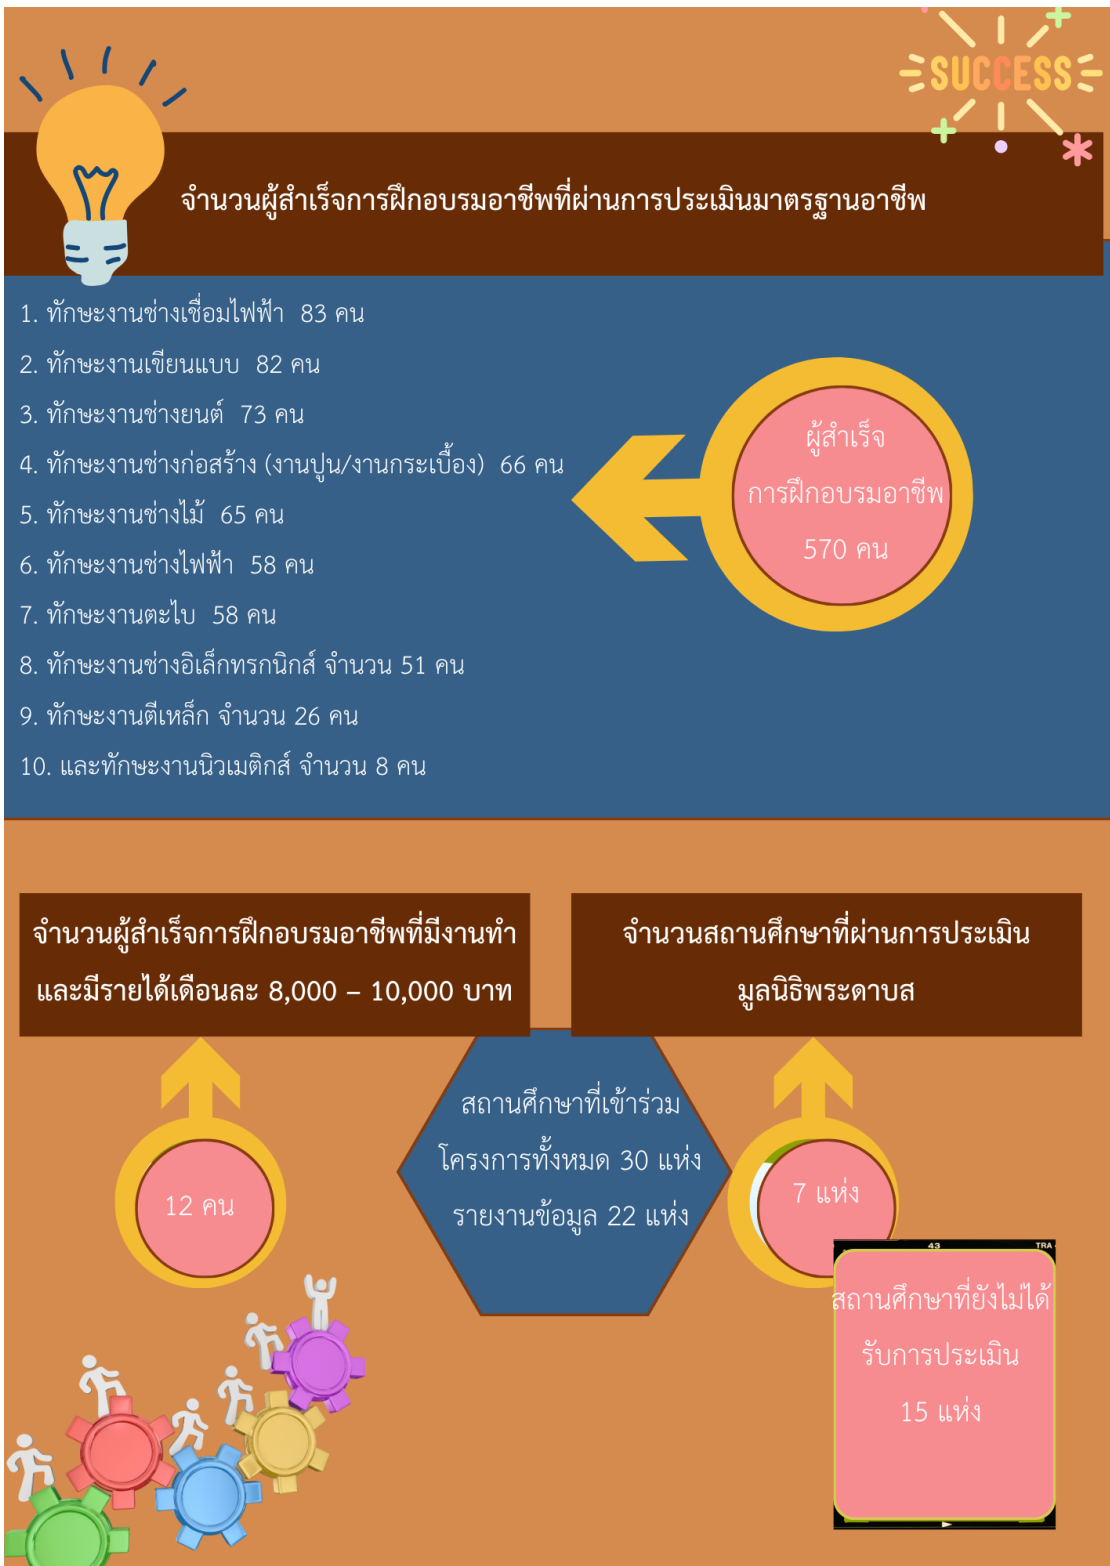 SUCCESS
จำนวนผู้สำเร็จการฝึกอบรมอาชีพที่ผ่านการประเมินมาตรฐานอาชีพ
1. ทักษะงานช่างเชื่อมไฟฟ้า 83 คน
2. ทักษะงานเขียนแบบ 82 คน
3. ทักษะงานช่างยนต์ 73 คน
4. ทักษะงานช่างก่อสร้าง (งานปูน/งานกระเบื้อง) 66 คน
5. ทักษะงานช่างไม้ 65 คน
6. ทักษะงานช่างไฟฟ้า 58 คน
7. ทักษะงานตะไบ 58 คน
8. ทักษะงานช่างอิเล็กทรกนิกส์ จำนวน 51 คน
9. ทักษะงานตีเหล็ก จำนวน 26 คน
10. และทักษะงานนิวเมติกส์ จำนวน 8 คน
ผู้สำเร็จ
การฝึกอบรมอาชีพ
570 คน
จำนวนผู้สำเร็จการฝึกอบรมอาชีพที่มีงานทำ
และมีรายได้เดือนละ 8,000 – 10,000 บาท
12 คน
สถานศึกษาที่เข้าร่วม
โครงการทั้งหมด 30 แห่ง
รายงานข้อมูล 22 แห่ง
จำนวนสถานศึกษาที่ผ่านการประเมิน
มูลนิธิพระดาบส
7 แห่ง
43 TRA
สถานศึกษาที่ยังไม่ได้
รับการประเมิน
15 แห่ง